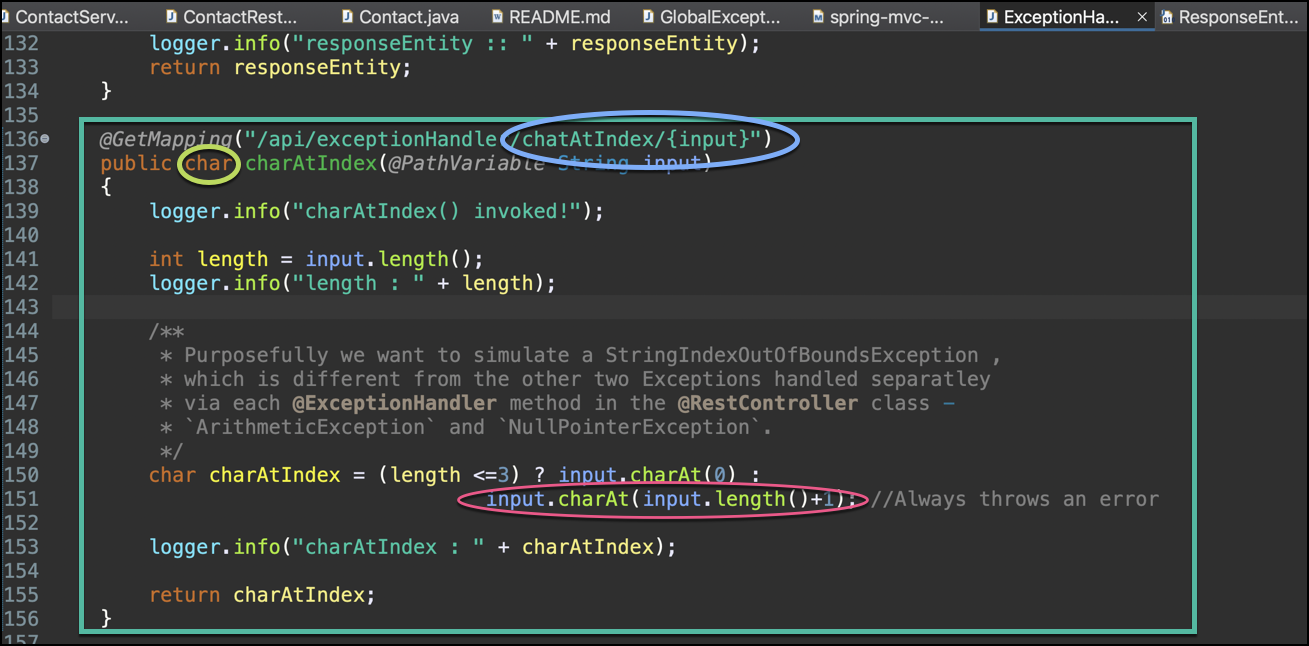 ContactServ... ContactRest... Contact.java README.md GlobalExcept... spring-mvc-... ExceptionHa... × ResponseEnt...
132 logger.info("responseEntity :: " + responseEntity);
133 return responseEntity;
134 }
135
136 @GetMapping("/api/exceptionHandle /chatAtIndex/{input}")
137 public char charAtIndex(@PathVariable String input)
138 {
139 logger.info("charAtIndex() invoked!");
140
141 int length = input.length();
142 logger.info("length : " + length);
143
144 /**
145 * Purposefully we want to simulate a StringIndexOutOfBoundsException ,
146 * which is different from the other two Exceptions handled separatley
147 * via each @ExceptionHandler method in the @RestController class –
148 * `ArithmeticException` and `NullPointerException`.
149 */
150 char charAtIndex = (length <=3) ? input.charAt(0) :
151 input.charAt(input.length()+1); //Always throws an error
152
153 logger.info("charAtIndex : " + charAtIndex);
154
155 return charAtIndex;
156 }
157